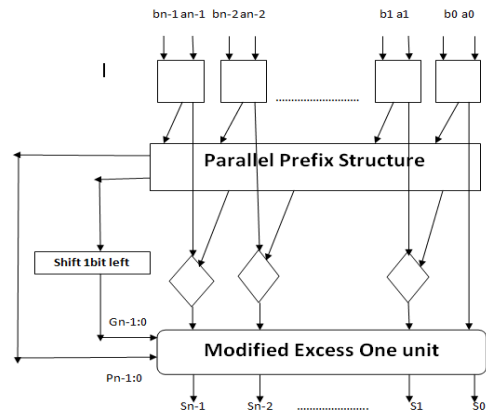 bn-1 an-1 bn-2 an-2 b1 a1 b0 a0
Parallel Prefix Structure
Shift 1bit left
Gn-1:0
Modified Excess One unit
Pn-1:0
Sn-1 Sn-2 S1 S0